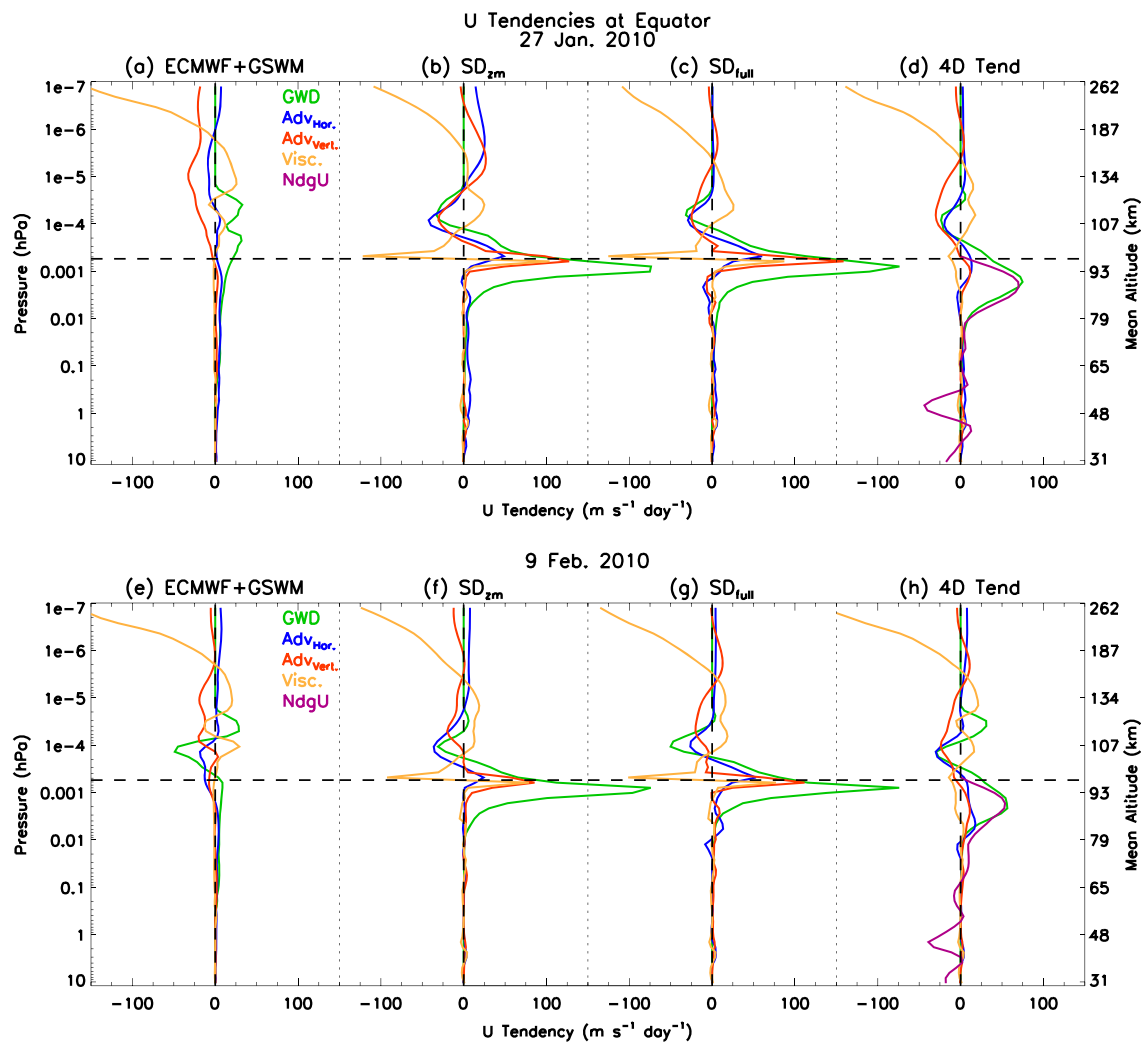 U Tendencies at Equator
27 Jan. 2010
(a) ECMWF+GSWM (b) SDzm (c) SDfull (d) 4D Tend
1e-7 262
1e-6 187
1e-5 134
1e-4 107
0.001 93
0.01 79
0.1 65
1 48
10 31
GWD
AdvHor.
AdvVert.
Visc.
NdgU
Pressure (hPa)
Mean Altitude (km)
-100 0 100 -100 0 100 -100 0 100 -100 0 100
U Tendency (m s⁻¹ day⁻¹) U Tendency (m s⁻¹ day⁻¹)
9 Feb. 2010
(e) ECMWF+GSWM (f) SDzm (g) SDfull (h) 4D Tend
1e-7 262
1e-6 187
1e-5 134
1e-4 107
0.001 93
0.01 79
0.1 65
1 48
10 31
GWD
AdvHor.
AdvVert.
Visc.
NdgU
Pressure (hPa)
Mean Altitude (km)
-100 0 100 -100 0 100 -100 0 100 -100 0 100
U Tendency (m s⁻¹ day⁻¹)